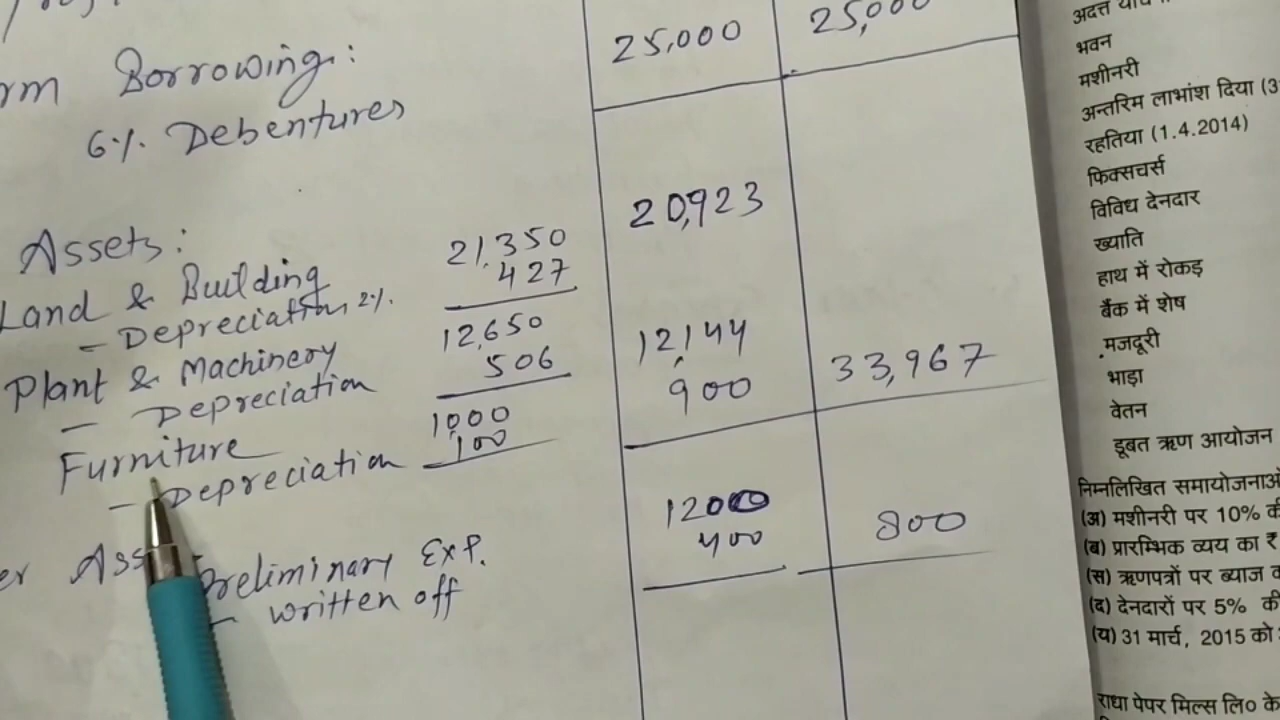 25,000 25,000
rm Borrowing:
6% Debentures
Assets:
Land & Building 21,350 20,923
- Depreciation 2% 427
Plant & Machinery 12,650 12,144
- Depreciation 506
Furniture 1000 900 33,967
- Depreciation 100
er Ass Preliminary Exp. 1200
- written off 400 800
भवन
मशीनरी
अन्तरिम लाभांश दिया
रहतिया (1.4.2014)
फिक्सचर्स
विविध देनदार
ख्याति
हाथ में रोकड़
बैंक में शेष
मजदूरी
भाड़ा
वेतन
डूबत ऋण आयोजन
निम्नलिखित
(अ) मशीनरी पर 10% की
(ब) प्रारम्भिक व्यय का ₹
(स) ऋणपत्रों पर ब्याज
(द) देनदारों पर 5% की
(य) 31 मार्च, 2015 को
राधा पेपर मिल्स लि० के